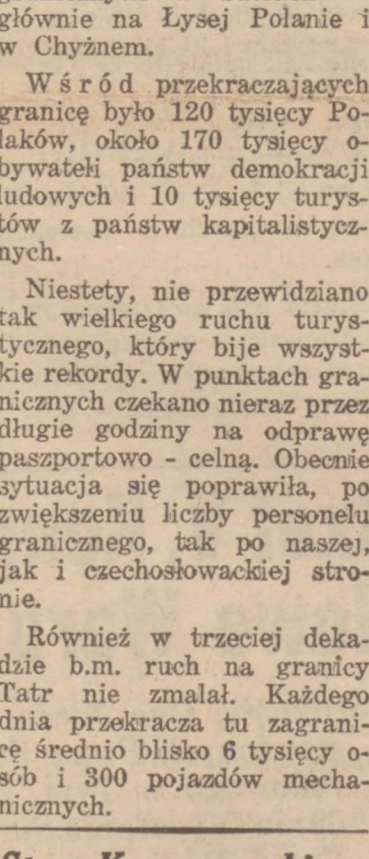 głównie na Łysej Polanie i
w Chyżnem.
Wśród przekraczających
granicę było 120 tysięcy Po-
laków, około 170 tysięcy o-
bywateli państw demokracji
ludowych i 10 tysięcy turys-
tów z państw kapitalistycz-
nych.
Niestety, nie przewidziano
tak wielkiego ruchu turys-
tycznego, który bije wszyst-
kie rekordy. W punktach gra-
nicznych czekano nieraz przez
długie godziny na odprawę
paszportowo - celną. Obecnie
sytuacja się poprawiła, po
zwiększeniu liczby personelu
granicznego, tak po naszej,
jak i czechosłowackiej stro-
nie.
Również w trzeciej deka-
dzie b.m. ruch na granicy
Tatr nie zmalał. Każdego
dnia przekracza tu zagrani-
cę średnio blisko 6 tysięcy o-
sób i 300 pojazdów mecha-
nicznych.